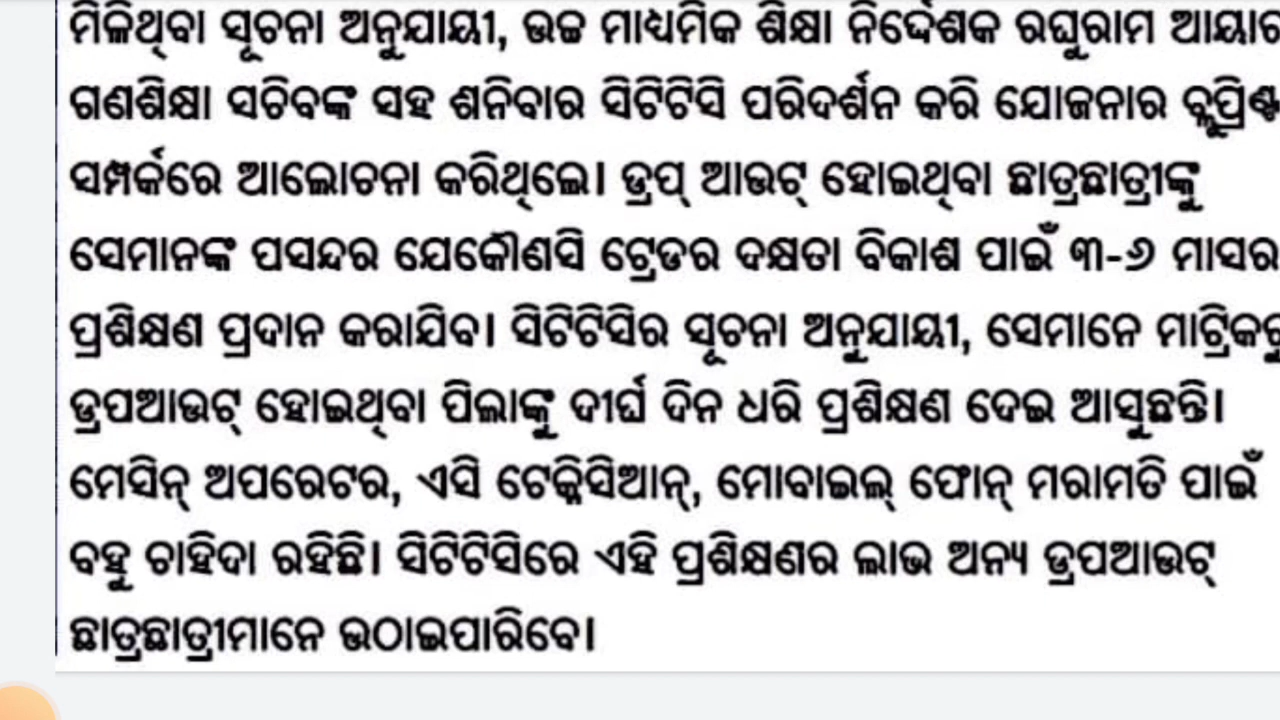 ମିଳିଥିବା ସୂଚନା ଅନୁଯାୟୀ, ଉଚ୍ଚ ମାଧ୍ୟମିକ ଶିକ୍ଷା ନିର୍ଦ୍ଦେଶକ ରଘୁରାମ
ଗଣଶିକ୍ଷା ସଚିବଙ୍କ ସହ ଶନିବାର ସିଟିଟିସି ପରିଦର୍ଶନ କରି ଯୋଜନାର ବ୍ଲୁପ୍ରିଣ୍ଟ
ସମ୍ପର୍କରେ ଆଲୋଚନା କରିଥିଲେ। ଡ୍ରପ୍ ଆଉଟ୍ ହୋଇଥିବା ଛାତ୍ରଛାତ୍ରୀଙ୍କୁ
ସେମାନଙ୍କ ପସନ୍ଦର ଯେକୌଣସି ଟ୍ରେଡର ଦକ୍ଷତା ବିକାଶ ପାଇଁ ୩-୬ ମାସର
ପ୍ରଶିକ୍ଷଣ ପ୍ରଦାନ କରାଯିବ। ସିଟିଟିସିର ସୂଚନା ଅନୁଯାୟୀ, ସେମାନେ
ଡ୍ରପଆଉଟ୍ ହୋଇଥିବା ପିଲାଙ୍କୁ ଦୀର୍ଘ ଦିନ ଧରି ପ୍ରଶିକ୍ଷଣ ଦେଇ ଆସୁଛନ୍ତି।
ମେସିନ୍ ଅପରେଟର, ଏସି ଟେକ୍ନିସିଆନ୍, ମୋବାଇଲ୍ ଫୋନ୍ ମରାମତି ପାଇଁ
ବହୁ ଚାହିଦା ରହିଛି। ସିଟିଟିସିରେ ଏହି ପ୍ରଶିକ୍ଷଣର ଲାଭ ଅନ୍ୟ ଡ୍ରପଆଉଟ୍
ଛାତ୍ରଛାତ୍ରୀମାନେ ଉଠାଇପାରିବେ।